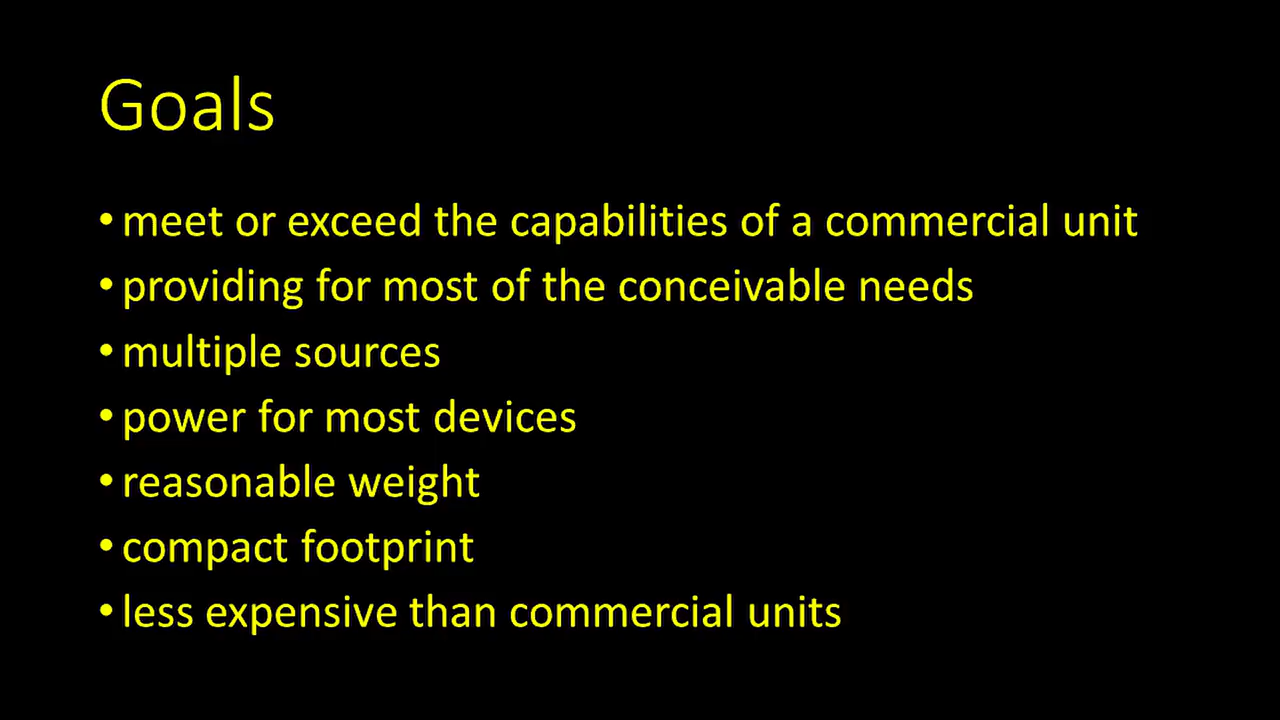 Goals
• meet or exceed the capabilities of a commercial unit
• providing for most of the conceivable needs
• multiple sources
• power for most devices
• reasonable weight
• compact footprint
• less expensive than commercial units